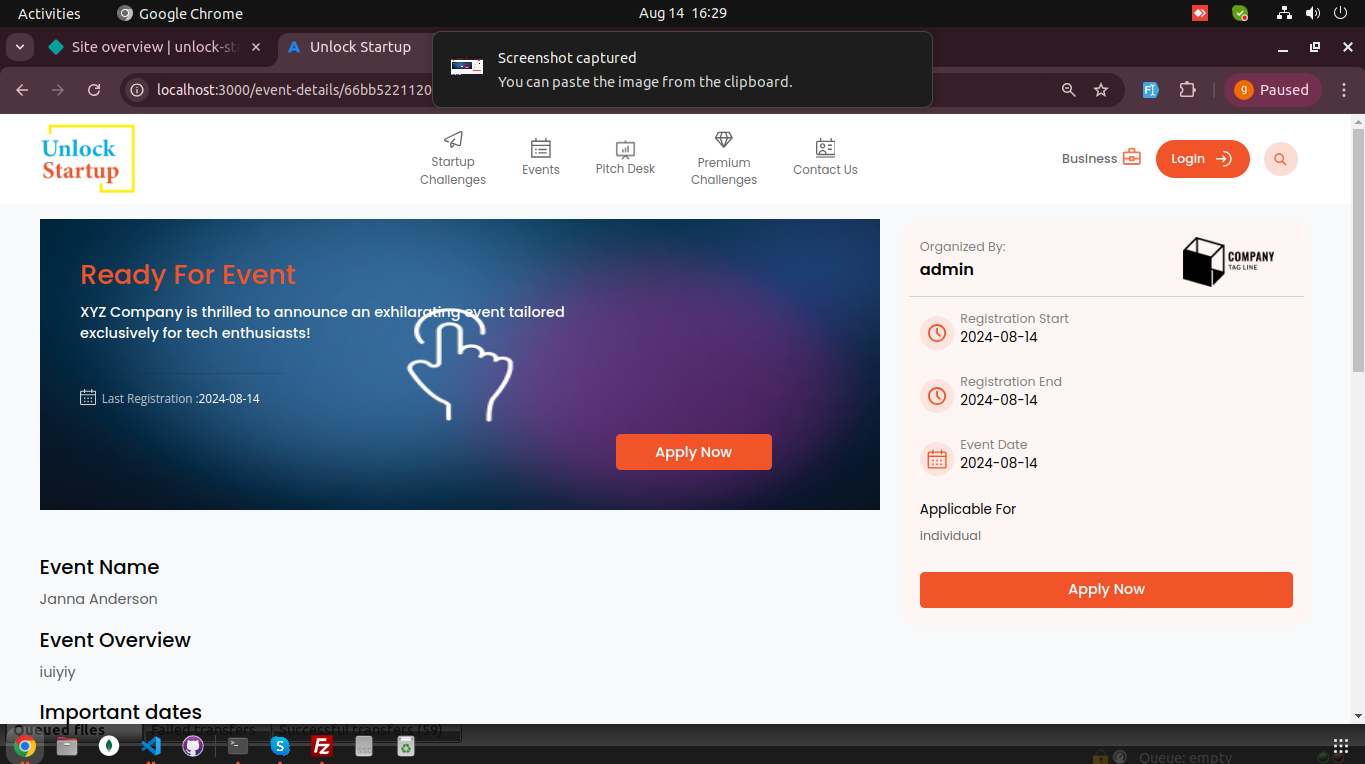 Activities
Google Chrome
Aug 14 16:29
Site overview | unlock-st
Unlock Startup
Screenshot captured
You can paste the image from the clipboard.
localhost:3000/event-details/66bb5221120
Paused
Unlock
Startup
Startup
Challenges
Events
Pitch Desk
Premium
Challenges
Contact Us
Business
Login
Ready For Event
XYZ Company is thrilled to announce an exhilarating event tailored
exclusively for tech enthusiasts!
Last Registration :2024-08-14
Apply Now
Organized By:
admin
COMPANY
TAG LINE
Registration Start
2024-08-14
Registration End
2024-08-14
Event Date
2024-08-14
Applicable For
individual
Apply Now
Event Name
Janna Anderson
Event Overview
iuiyiy
Important dates
Queued files
Failed transfers
Successful transfers (59)
SSD
Queue: empty